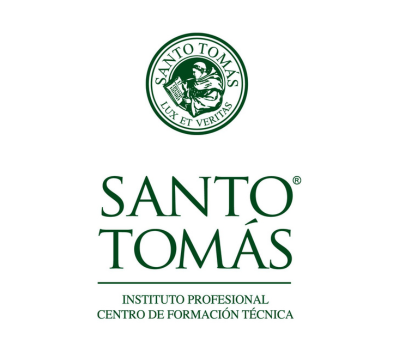 SANTO TOMÁS
LUX ET VERITAS
SANTO®
TOMÁS
INSTITUTO PROFESIONAL
CENTRO DE FORMACIÓN TÉCNICA